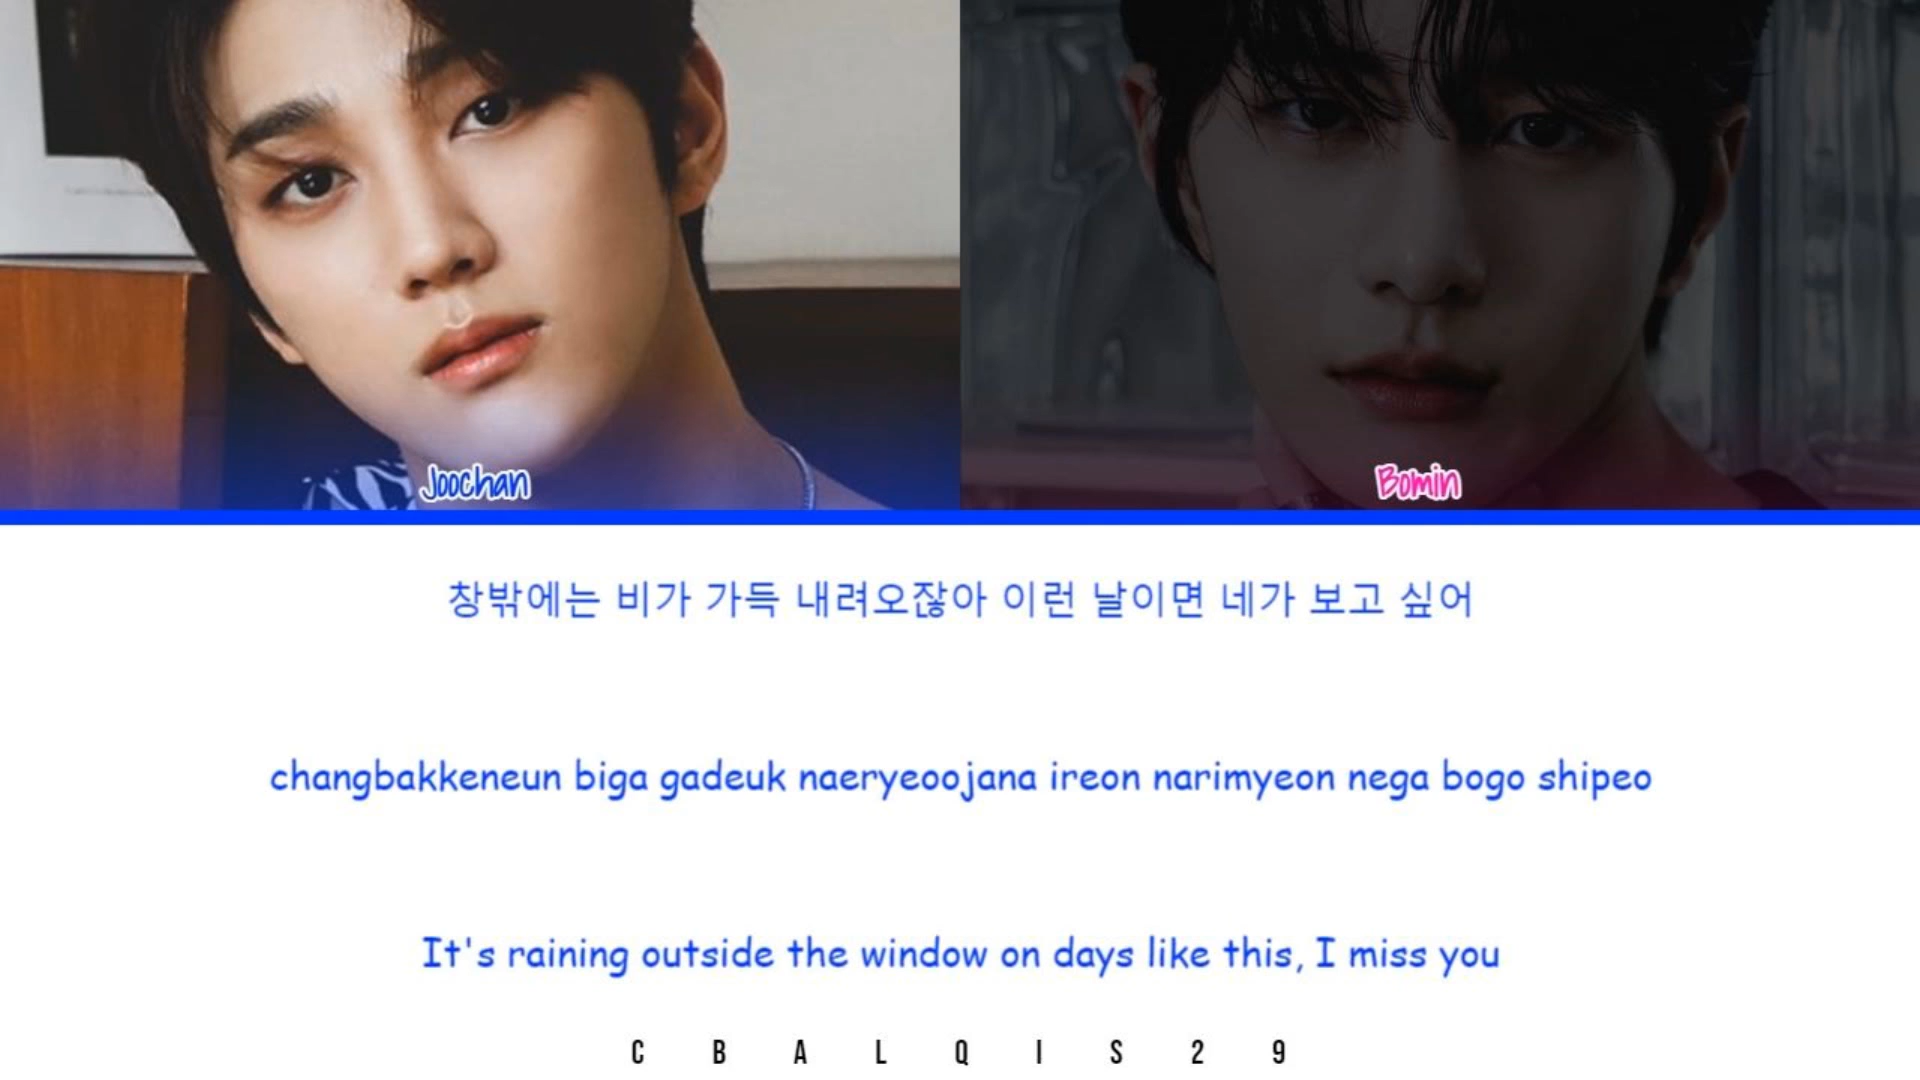 Joochan
Bomin
창밖에는 비가 가득 내려오잖아 이런 날이면 네가 보고 싶어
changbakkeneun biga gadeuk naeryeoojana ireon narimyeon nega bogo shipeo
It's raining outside the window on days like this, I miss you
CBALQIS29